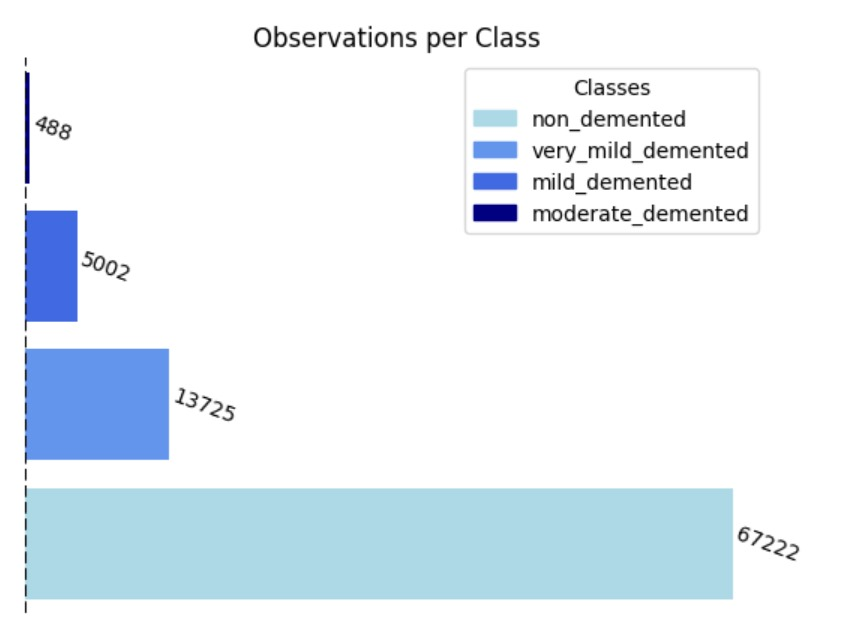 Observations per Class
Classes
non_demented
very_mild_demented
mild_demented
moderate_demented
488
5002
13725
67222